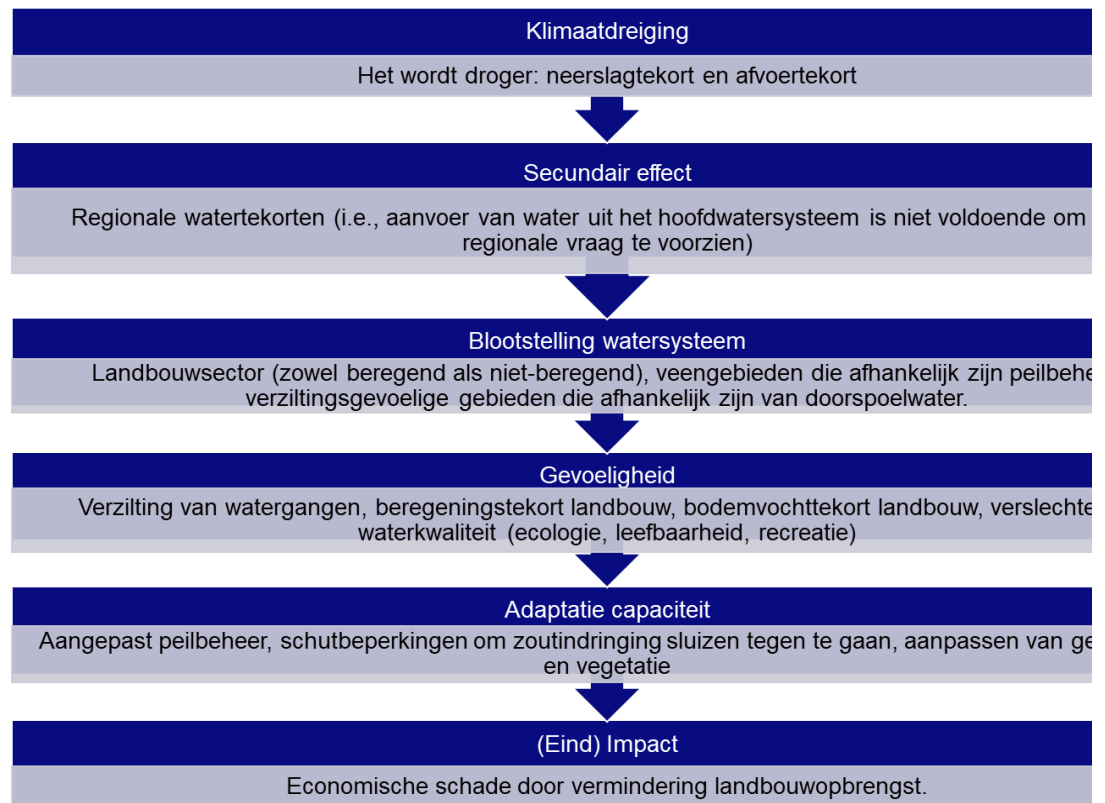 Klimaatdreiging
Het wordt droger: neerslagtekort en afvoertekort
Secundair effect
Regionale watertekorten (i.e., aanvoer van water uit het hoofdwatersysteem is niet voldoende om
regionale vraag te voorzien)
Blootstelling watersysteem
Landbouwsector (zowel beregend als niet-beregend), veengebieden die afhankelijk zijn
verziltingsgevoelige gebieden die afhankelijk zijn van doorspoelwater.
Gevoeligheid
Verzilting van watergangen, beregeningstekort landbouw, bodemvochttekort landbouw,
waterkwaliteit (ecologie, leefbaarheid, recreatie)
Adaptatie capaciteit
Aangepast peilbeheer, schutbeperkingen om zoutindringing sluizen tegen te gaan, aanpassen van
en vegetatie
(Eind) Impact
Economische schade door vermindering landbouwopbrengst.